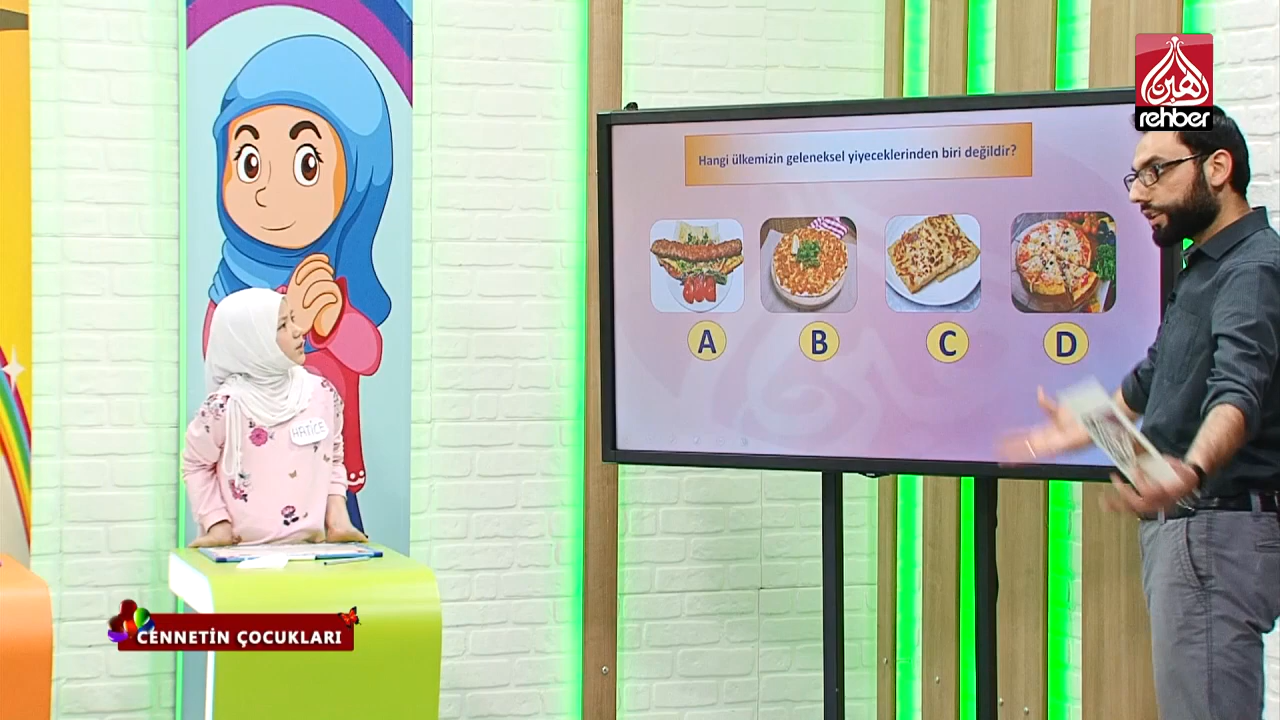 rehber
Hangi ülkemizin geleneksel yiyeceklerinden biri değildir?
A
B
C
D
HATİCE
CENNETİN ÇOCUKLARI